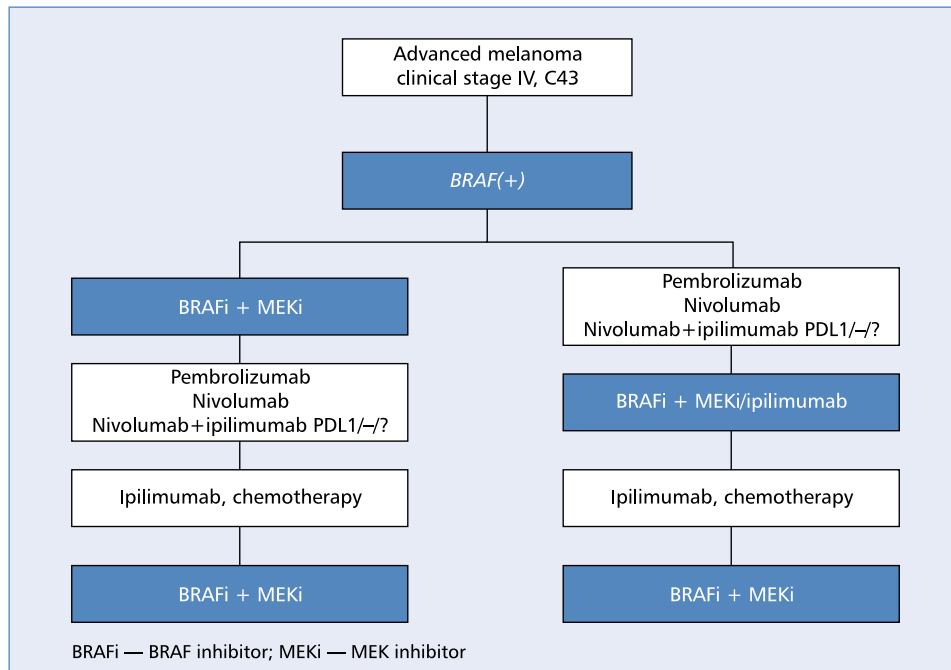 Advanced melanoma
clinical stage IV, C43
BRAF(+)
BRAFi + MEKi
Pembrolizumab
Nivolumab
Nivolumab+ipilimumab PDL1/–/?
Ipilimumab, chemotherapy
BRAFi + MEKi
Pembrolizumab
Nivolumab
Nivolumab+ipilimumab PDL1/–/?
BRAFi + MEKi/ipilimumab
Ipilimumab, chemotherapy
BRAFi + MEKi
BRAFi — BRAF inhibitor; MEKi — MEK inhibitor